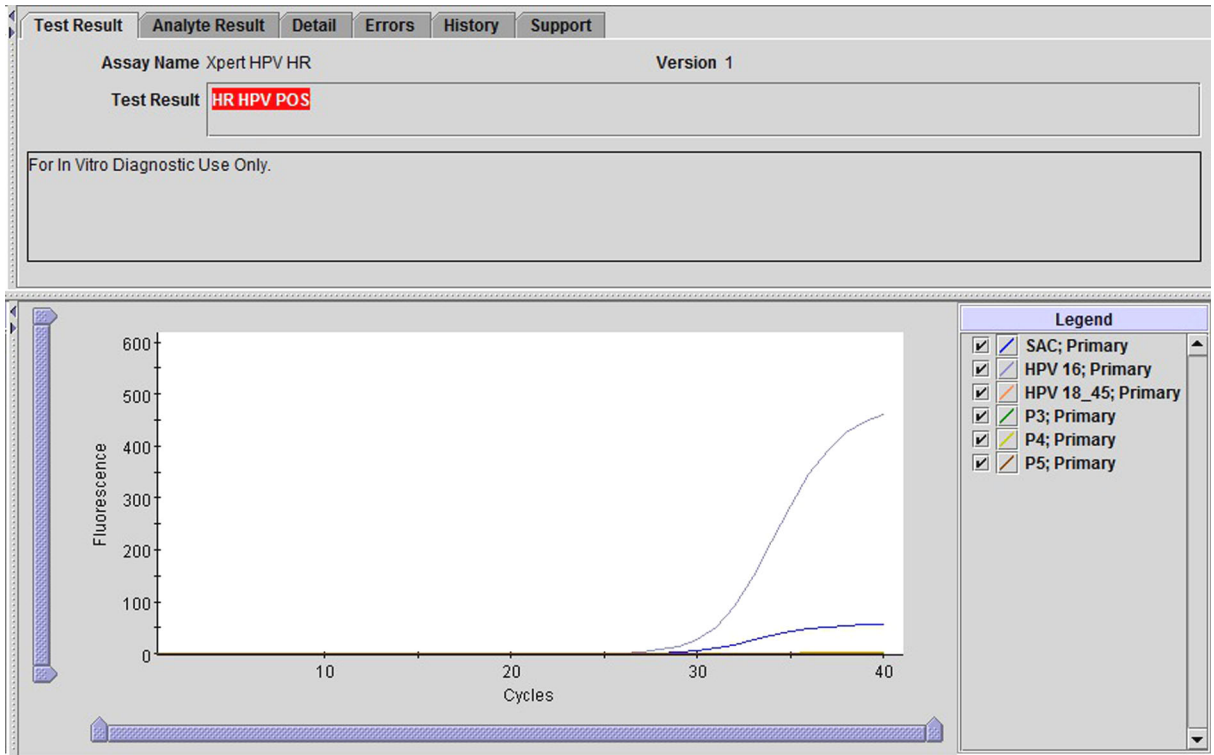 Test Result Analyte Result Detail Errors History Support
Assay Name Xpert HPV HR Version 1
Test Result HR HPV POS
For In Vitro Diagnostic Use Only.
Legend
SAC; Primary
HPV 16; Primary
HPV 18_45; Primary
P3; Primary
P4; Primary
P5; Primary
600
500
400
300
200
100
0
Fluorescence
10 20 30 40
Cycles